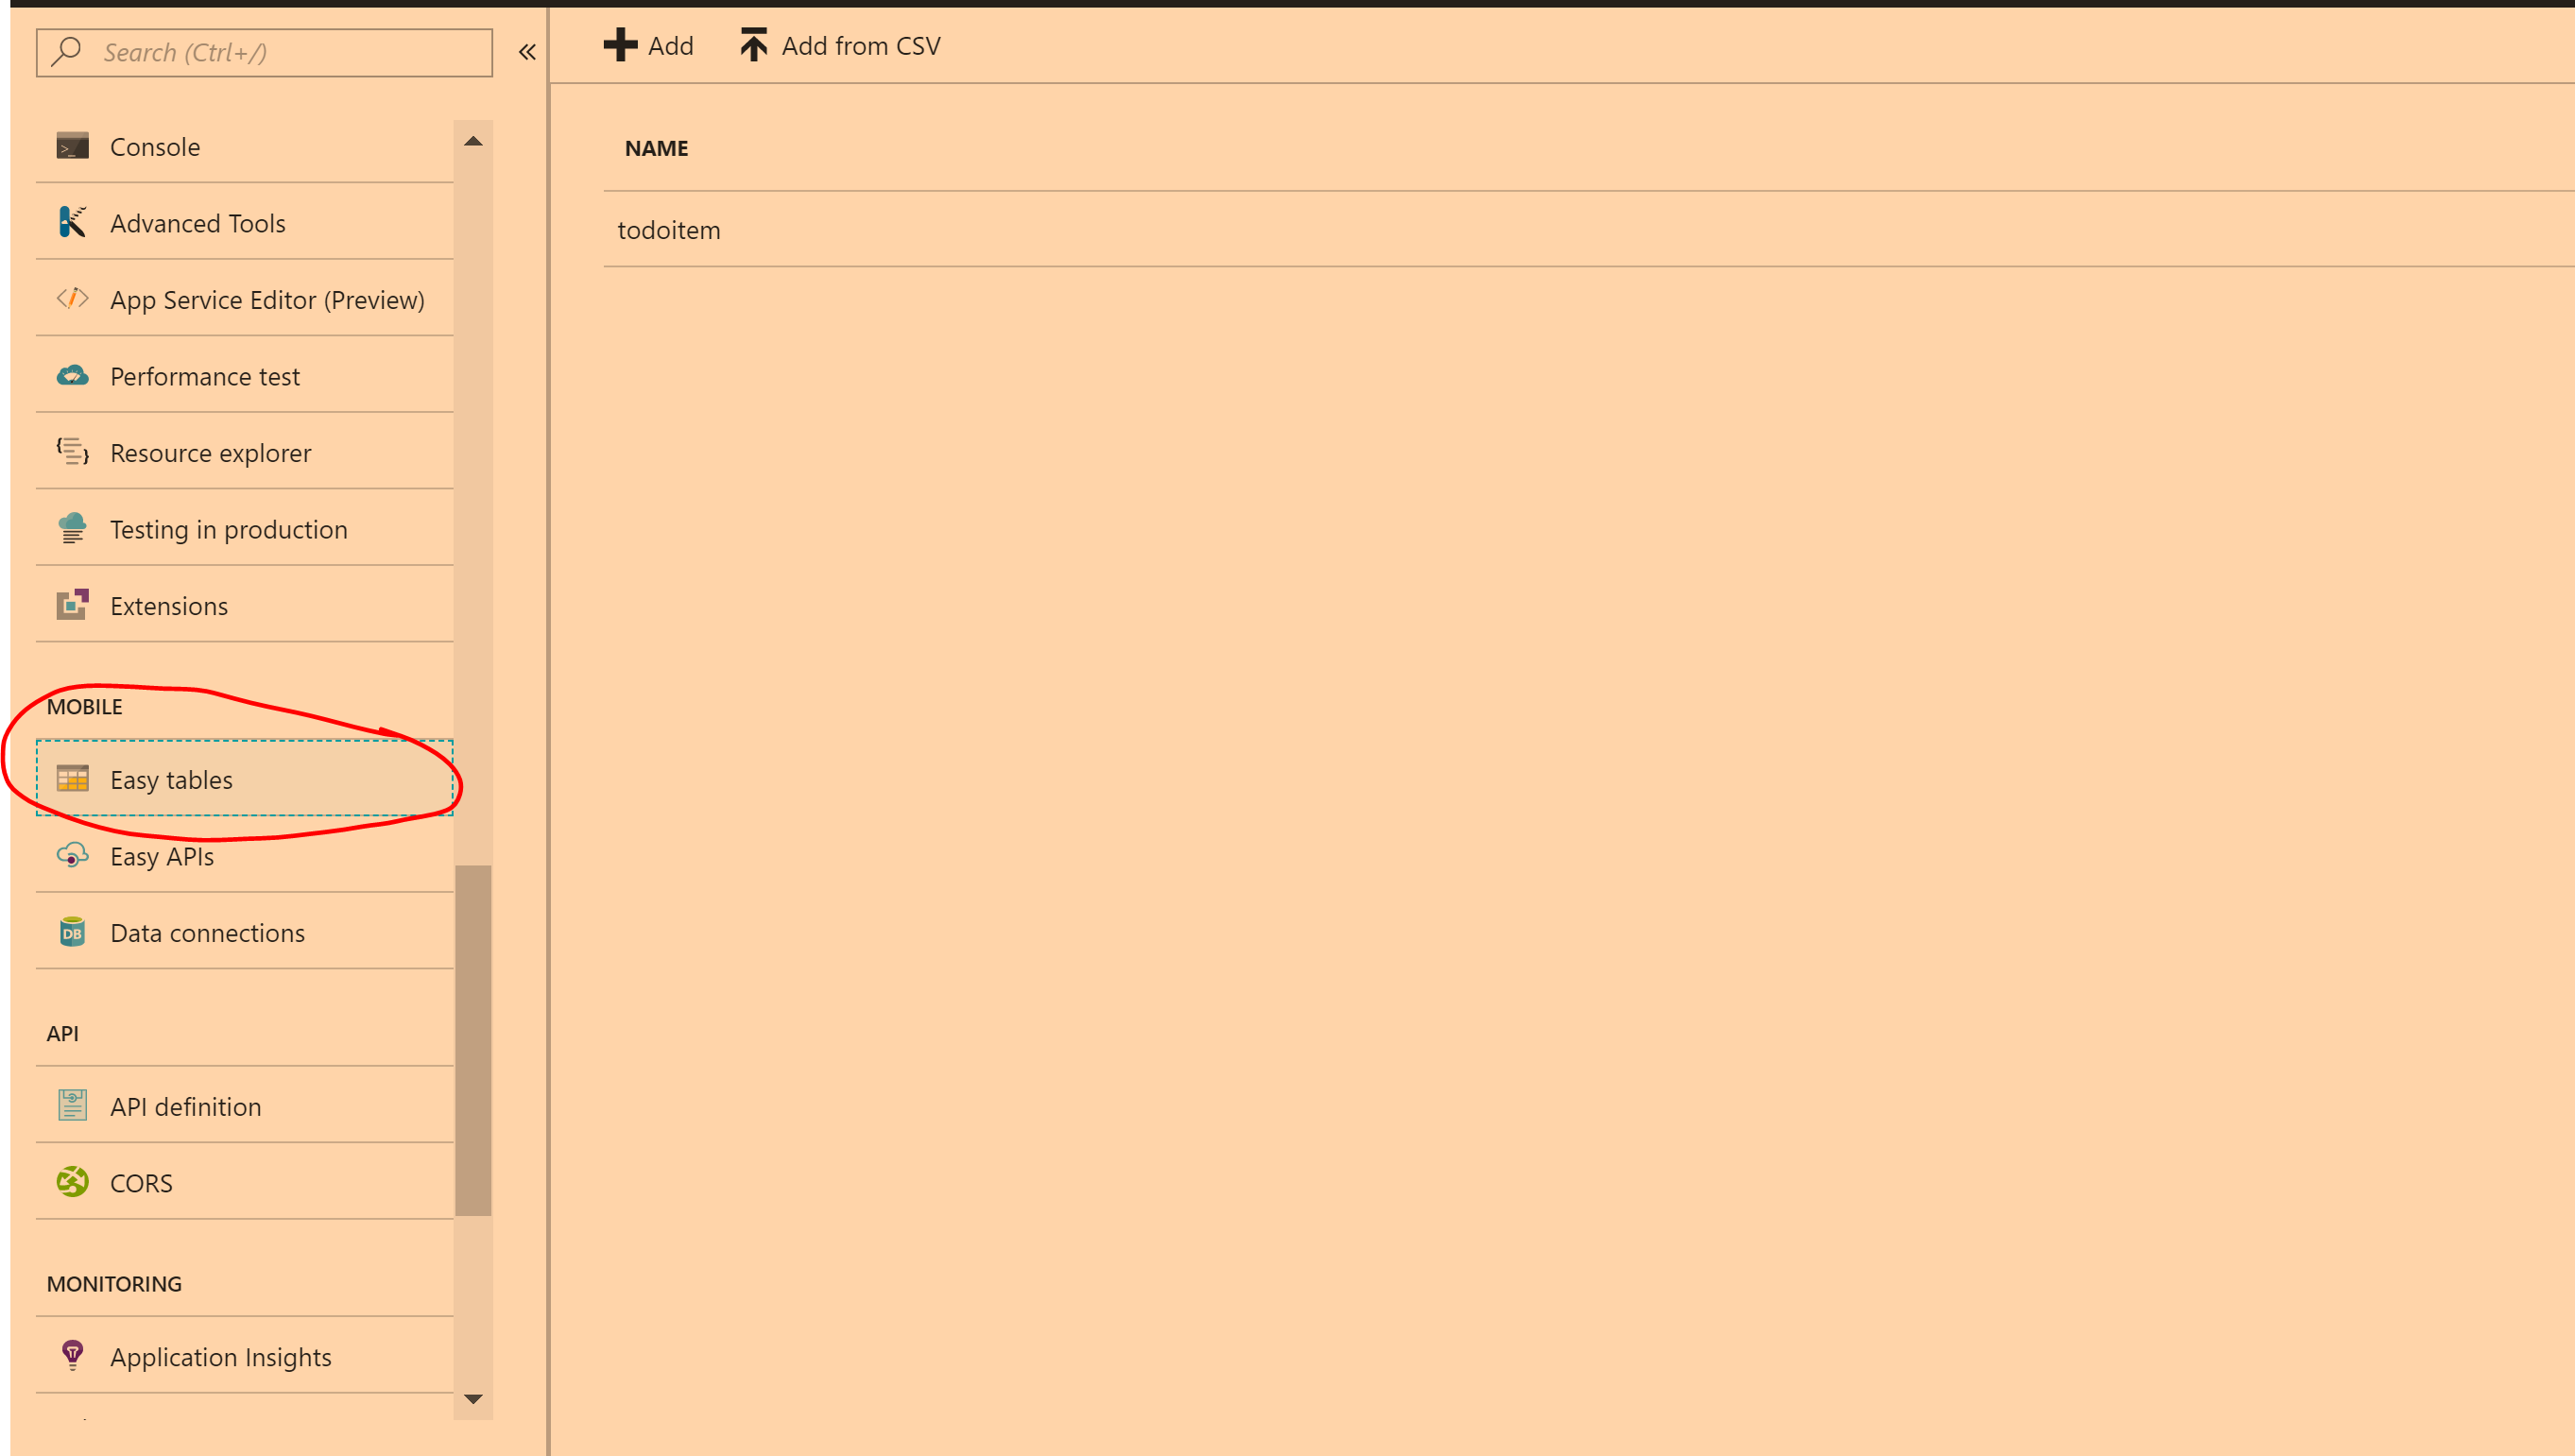 Search (Ctrl+/)
Console
Advanced Tools
App Service Editor (Preview)
Performance test
Resource explorer
Testing in production
Extensions
MOBILE
Easy tables
Easy APIs
DB
Data connections
API
API definition
CORS
MONITORING
Application Insights
Add
Add from CSV
NAME
todoitem